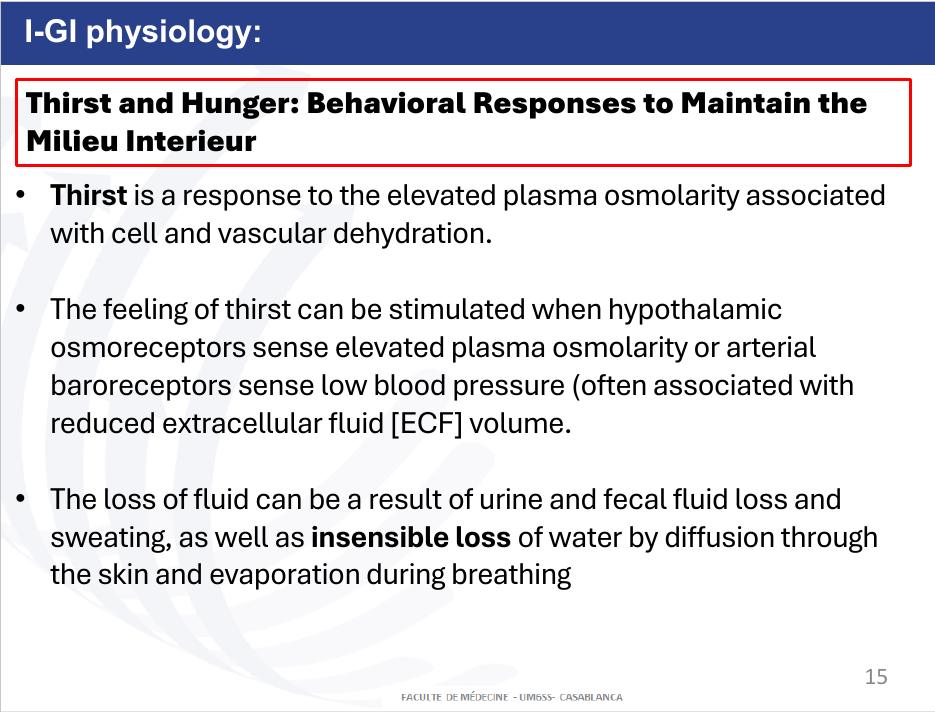 I-GI physiology:
Thirst and Hunger: Behavioral Responses to Maintain the
Milieu Interieur
• Thirst is a response to the elevated plasma osmolarity associated
with cell and vascular dehydration.
• The feeling of thirst can be stimulated when hypothalamic
osmoreceptors sense elevated plasma osmolarity or arterial
baroreceptors sense low blood pressure (often associated with
reduced extracellular fluid [ECF] volume.
• The loss of fluid can be a result of urine and fecal fluid loss and
sweating, as well as insensible loss of water by diffusion through
the skin and evaporation during breathing
15
FACULTE DE MÉDECINE - UM6SS- CASABLANCA